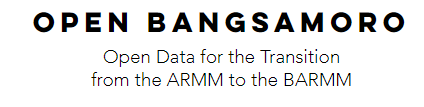 OPEN BANGSAMORO
Open Data for the Transition
from the ARMM to the BARMM